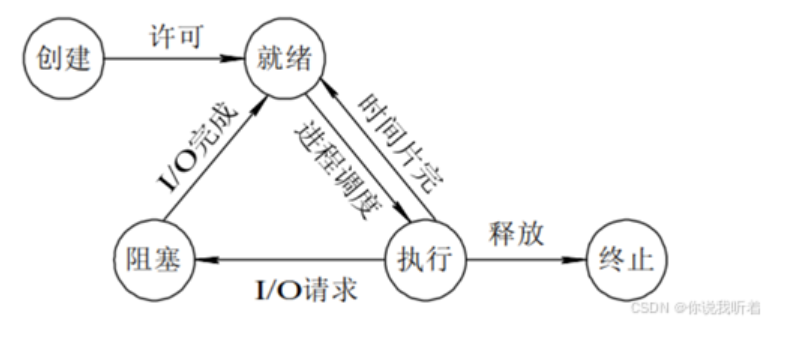 许可
创建
就绪
I/O完成
进程调度
时间片完
阻塞
执行
释放
终止
I/O请求
CSDN @你说我听着